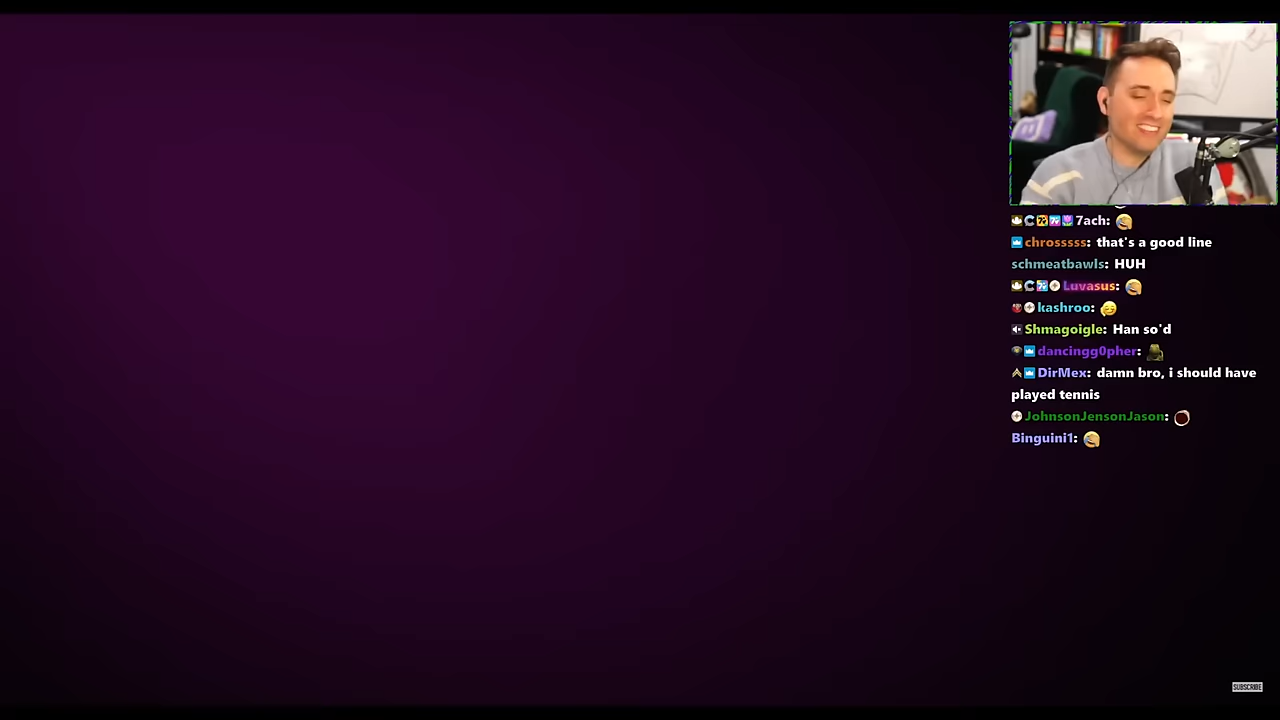 7ach:
chrosssss: that's a good line
schmeatbawls: HUH
Luvasus:
kashroo:
Shmagoigle: Han so'd
dancingg0pher:
DirMex: damn bro, i should have
played tennis
JohnsonJensonJason:
Binguini1:
SUBSCRIBE